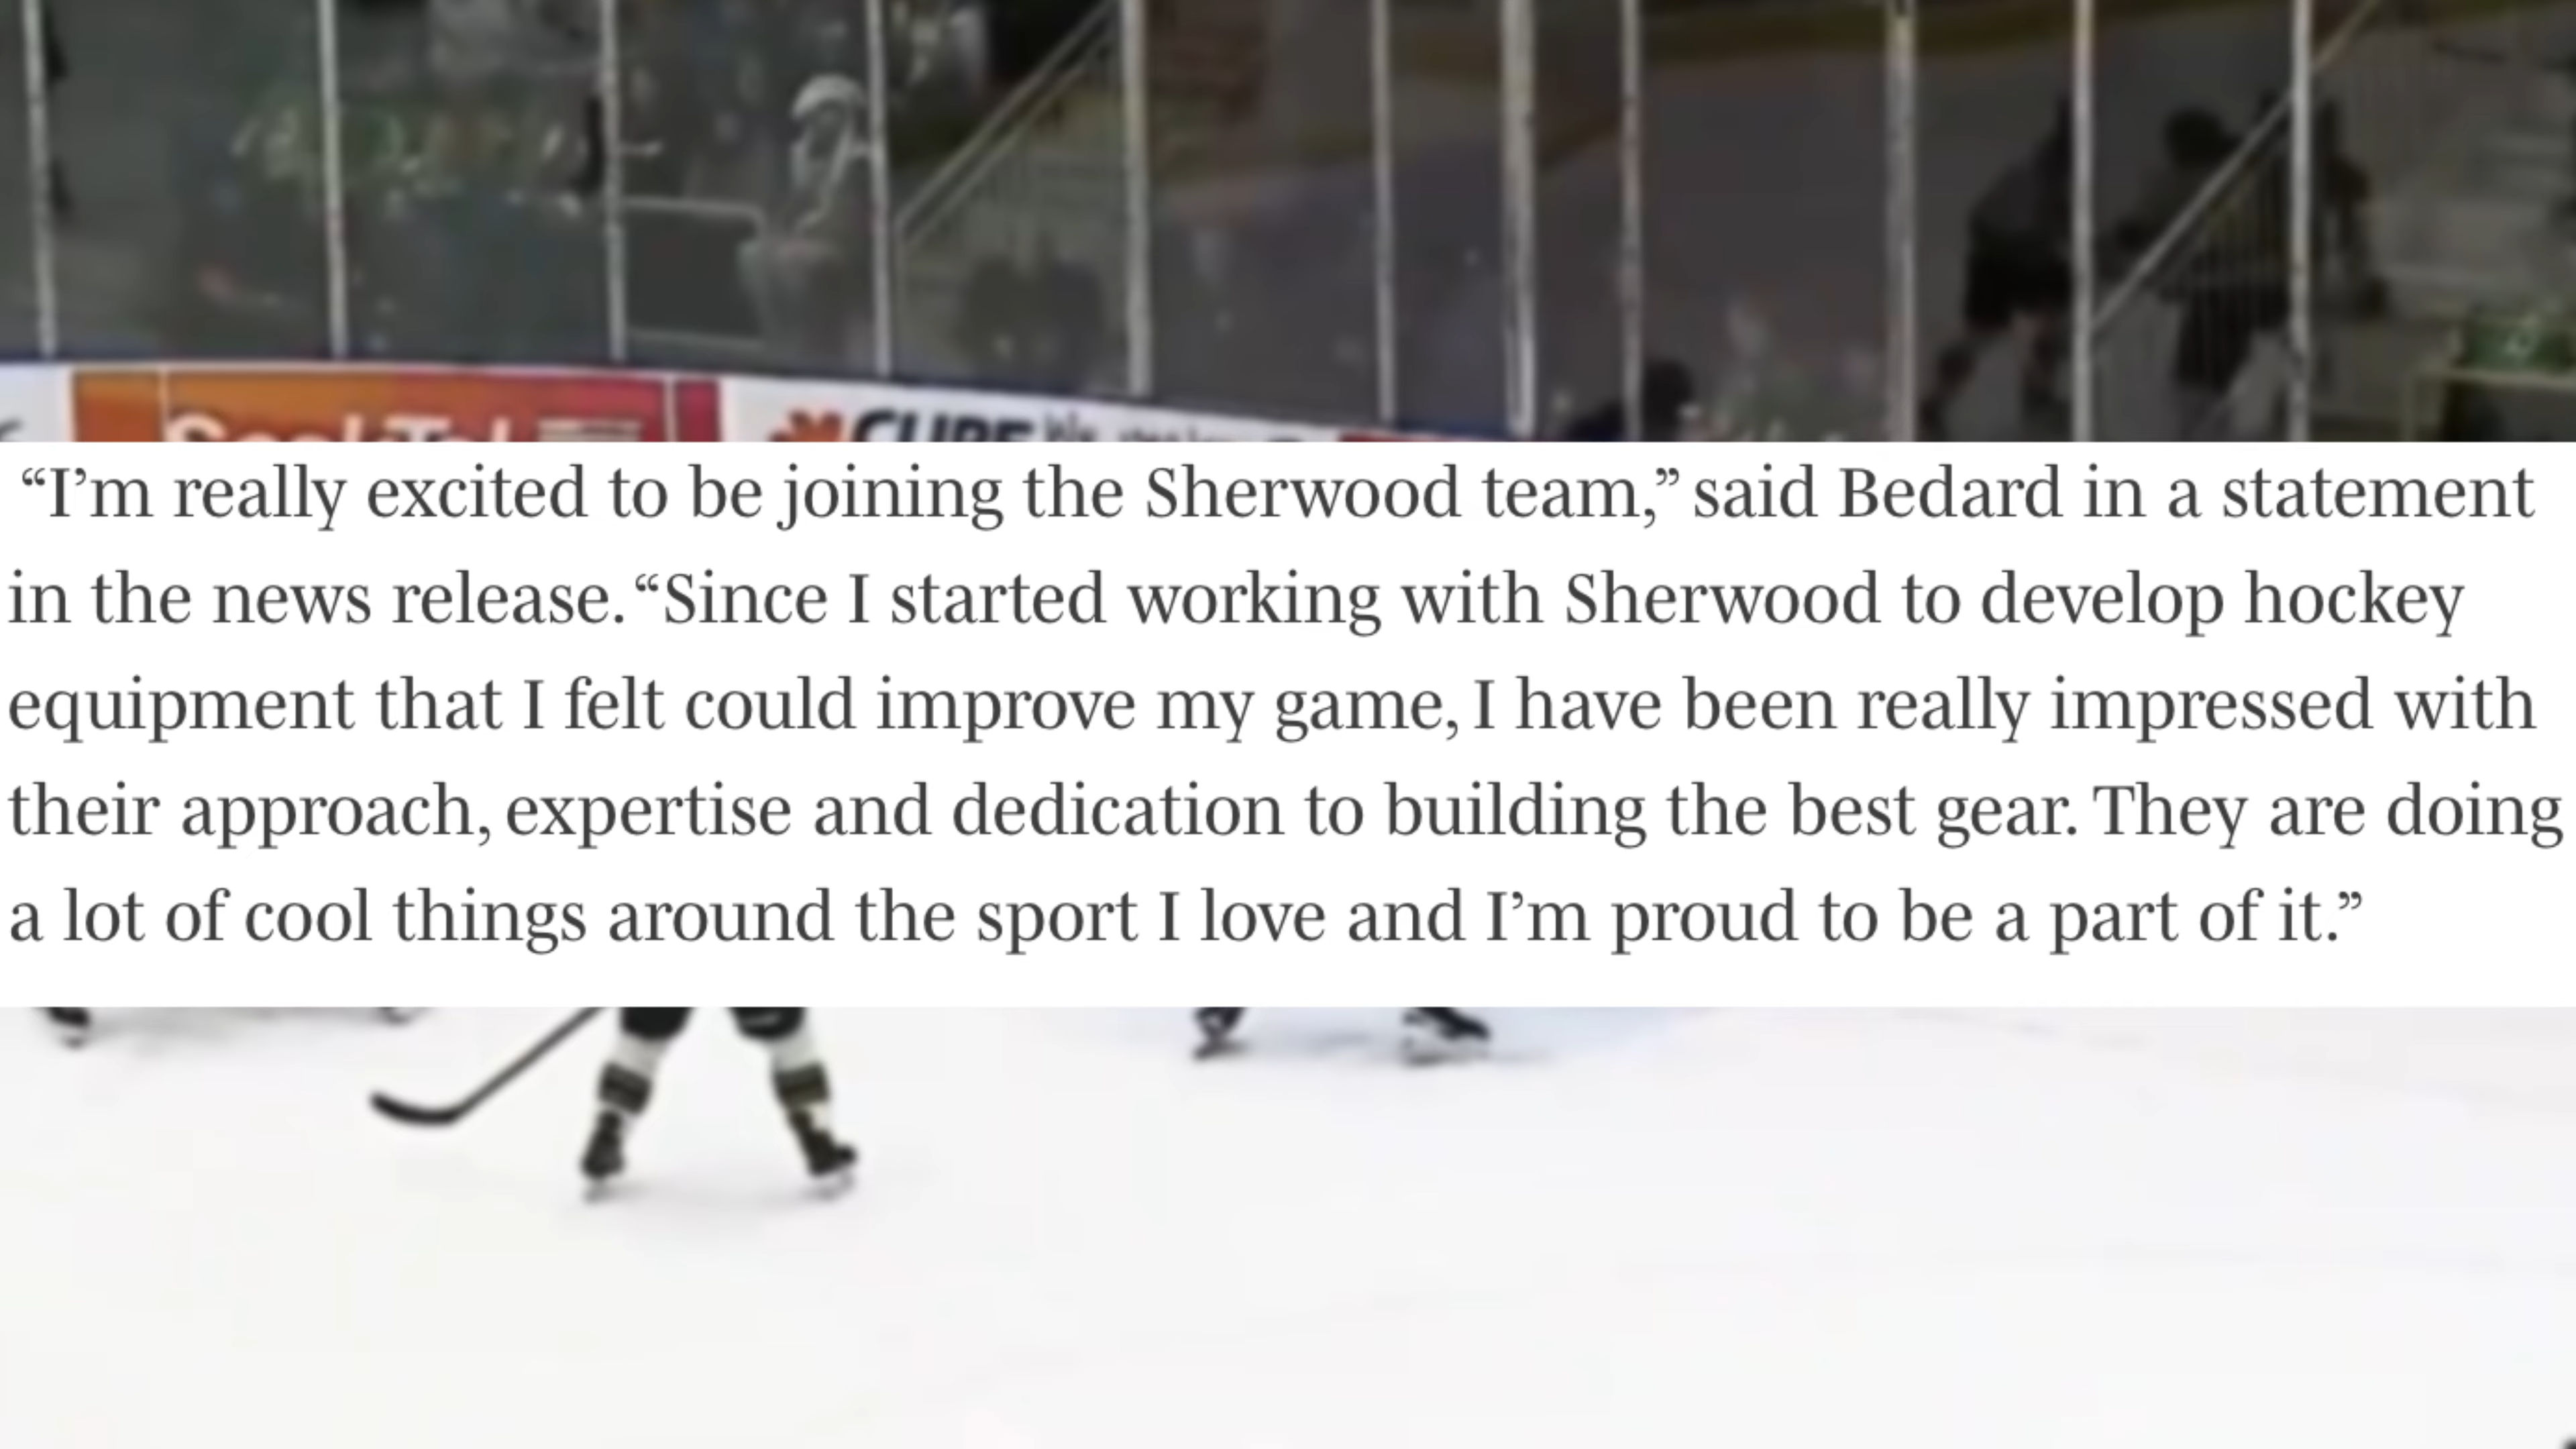 SaskTel
CUPE
“I’m really excited to be joining the Sherwood team,” said Bedard in a statement
in the news release. “Since I started working with Sherwood to develop hockey
equipment that I felt could improve my game, I have been really impressed with
their approach, expertise and dedication to building the best gear. They are doing
a lot of cool things around the sport I love and I’m proud to be a part of it.”